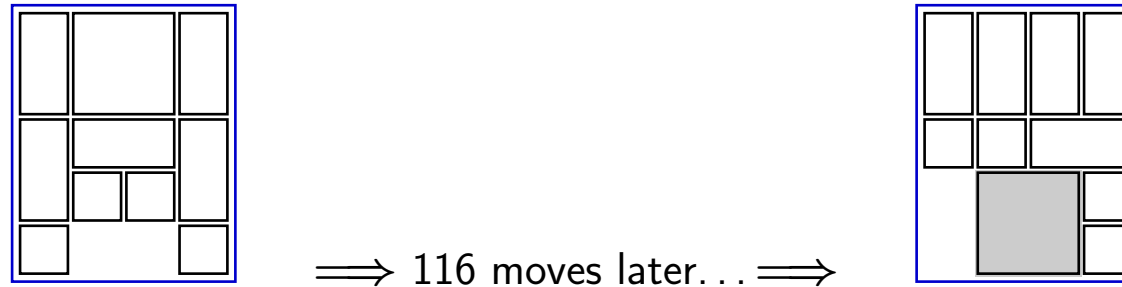 ⟹ 116 moves later. . . ⟹